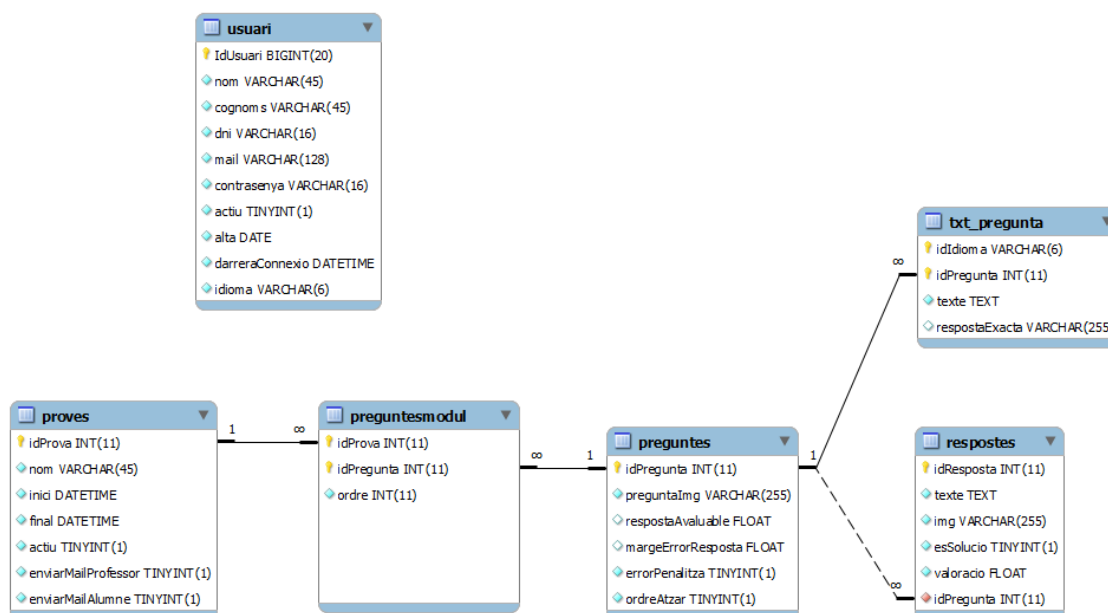 usuari
IdUsuari BIGINT(20)
nom VARCHAR(45)
cognoms VARCHAR(45)
dni VARCHAR(16)
mail VARCHAR(128)
contrasenya VARCHAR(16)
actiu TINYINT(1)
alta DATE
darreraConnexio DATETIME
idioma VARCHAR(6)
txt_pregunta
idIdioma VARCHAR(6)
idPregunta INT(11)
texte TEXT
respostaExacta VARCHAR(255
∞
proves
idProva INT(11)
nom VARCHAR(45)
inici DATETIME
final DATETIME
actiu TINYINT(1)
enviarMailProfessor TINYINT(1)
enviarMailAlumne TINYINT(1)
1
∞
preguntesmodul
idProva INT(11)
idPregunta INT(11)
ordre INT(11)
∞
1
preguntes
idPregunta INT(11)
preguntaImg VARCHAR(255)
respostaAvaluable FLOAT
margeErrorResposta FLOAT
errorPenalitza TINYINT(1)
ordreAtzar TINYINT(1)
1
∞
respostes
idResposta INT(11)
texte TEXT
img VARCHAR(255)
esSolucio TINYINT(1)
valoracio FLOAT
idPregunta INT(11)